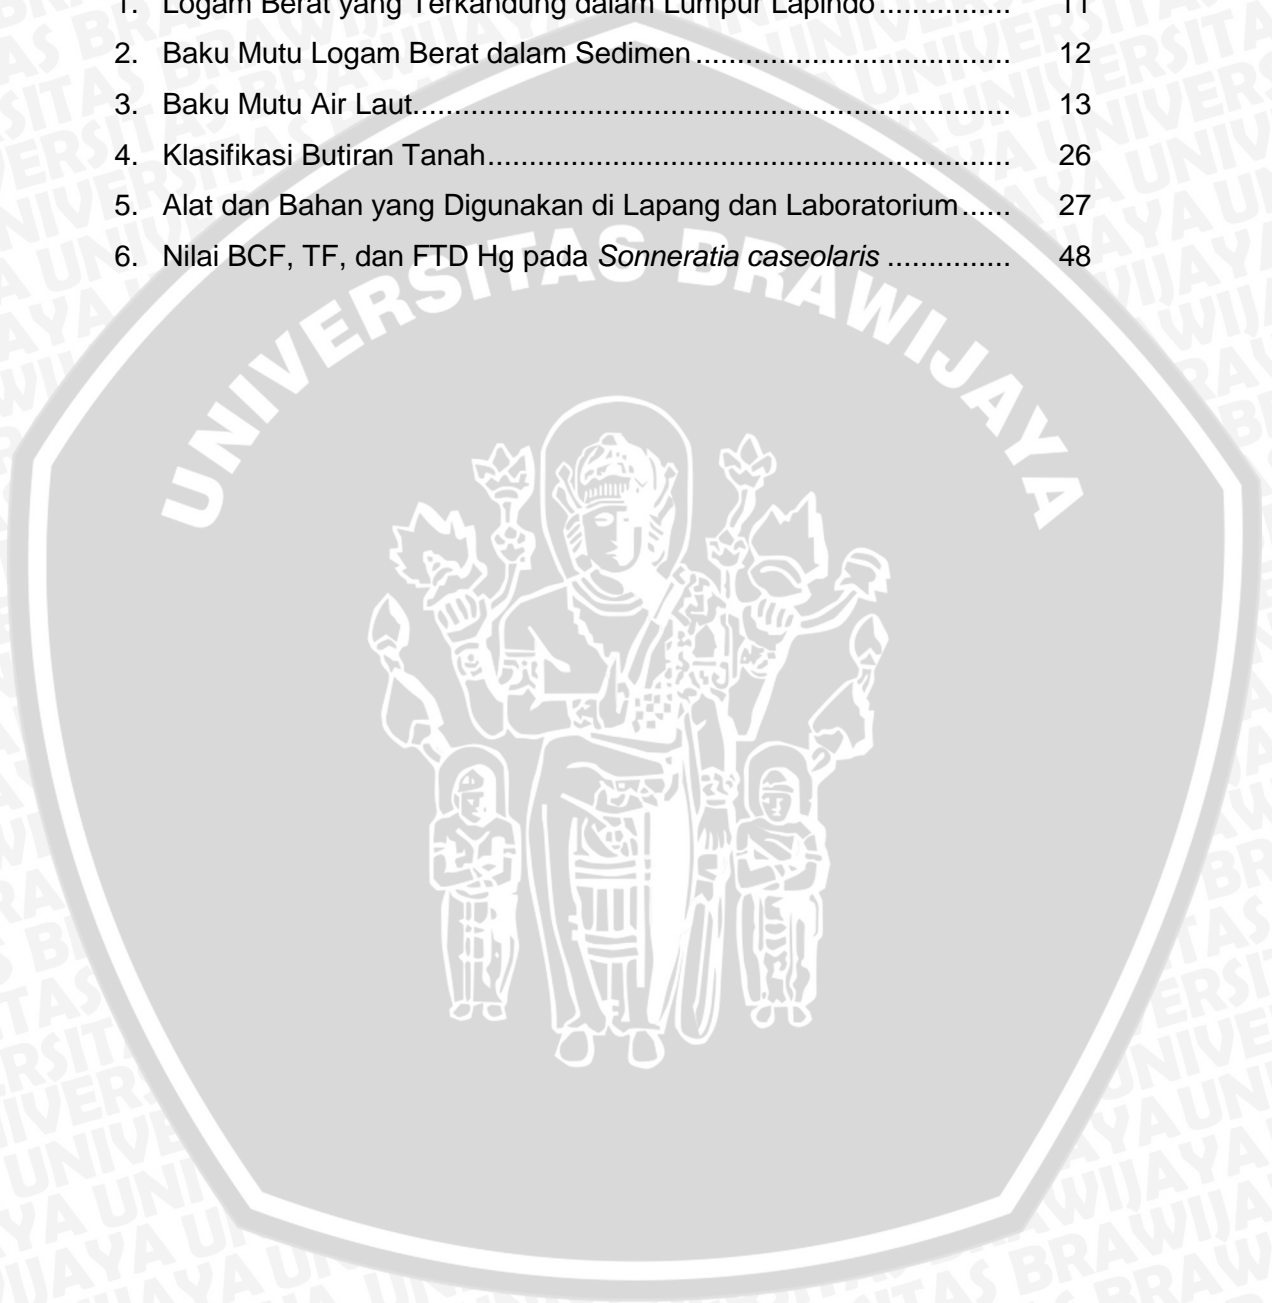 1. Logam Berat yang Terkandung dalam Lumpur Lapindo................ 11
2. Baku Mutu Logam Berat dalam Sedimen...................................... 12
3. Baku Mutu Air Laut........................................................................ 13
4. Klasifikasi Butiran Tanah............................................................... 26
5. Alat dan Bahan yang Digunakan di Lapang dan Laboratorium...... 27
6. Nilai BCF, TF, dan FTD Hg pada Sonneratia caseolaris ............... 48
UNIVERSITAS BRAWIJAYA